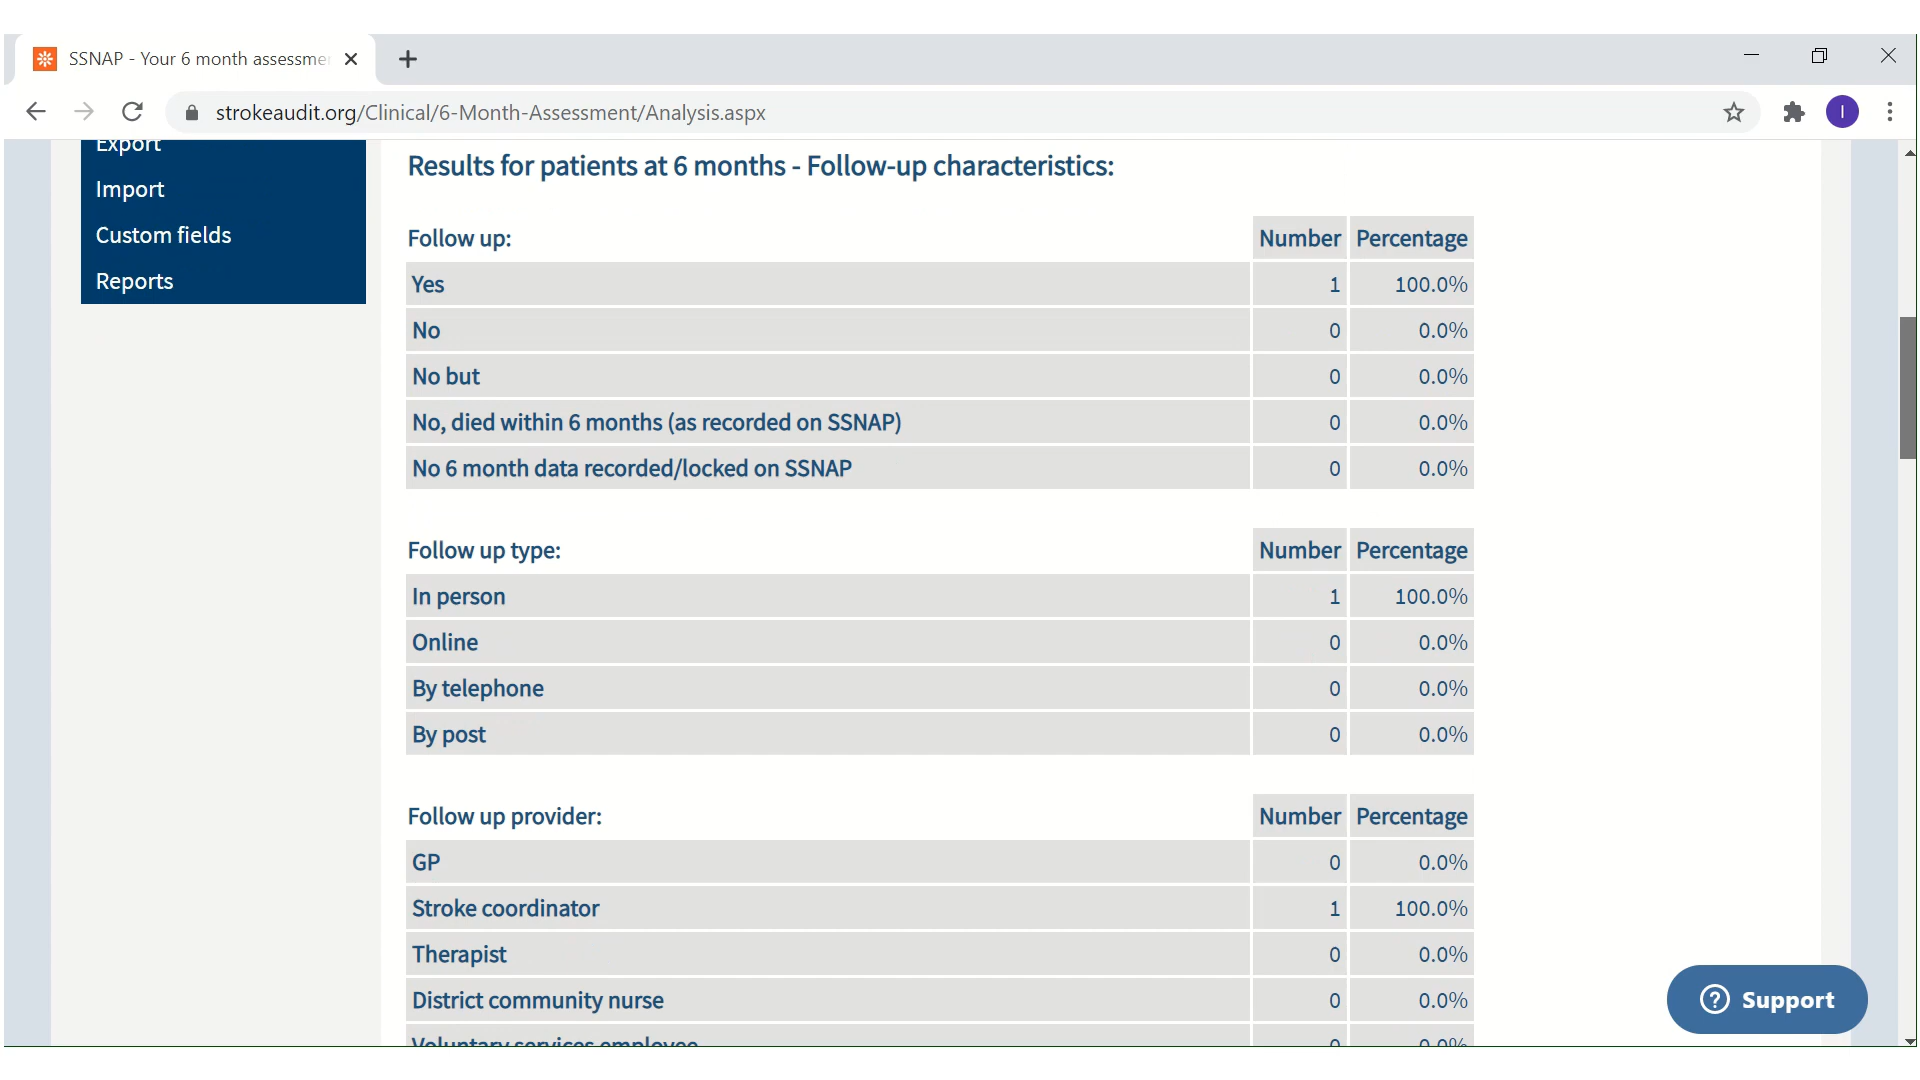 SSNAP - Your 6 month assessme
strokeaudit.org/Clinical/6-Month-Assessment/Analysis.aspx
I
Export
Import
Custom fields
Reports
Results for patients at 6 months - Follow-up characteristics:
Follow up: Number Percentage
Yes 1 100.0%
No 0 0.0%
No but 0 0.0%
No, died within 6 months (as recorded on SSNAP) 0 0.0%
No 6 month data recorded/locked on SSNAP 0 0.0%
Follow up type: Number Percentage
In person 1 100.0%
Online 0 0.0%
By telephone 0 0.0%
By post 0 0.0%
Follow up provider: Number Percentage
GP 0 0.0%
Stroke coordinator 1 100.0%
Therapist 0 0.0%
District community nurse 0 0.0%
Voluntary services employee 0 0.0%
Support